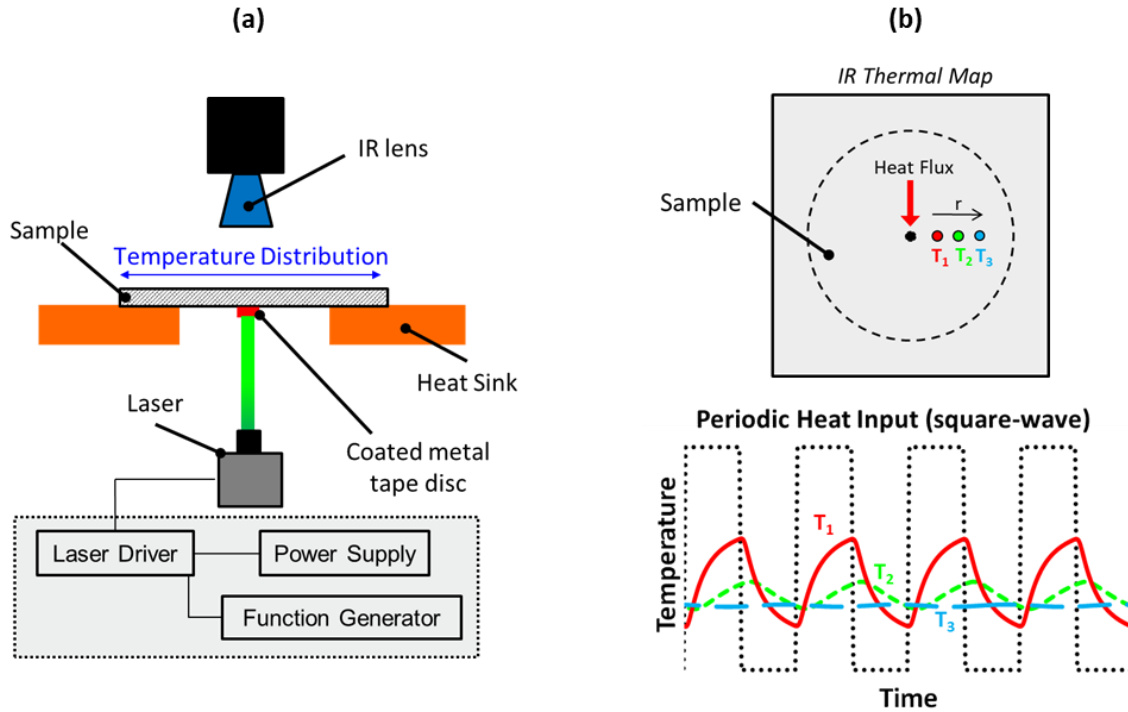 (a)
IR lens
Sample
Temperature Distribution
Heat Sink
Laser
Coated metal
tape disc
Laser Driver
Power Supply
Function Generator
(b)
IR Thermal Map
Heat Flux
Sample
r
T1
T2
T3
Periodic Heat Input (square-wave)
Temperature
T1
T2
T3
Time